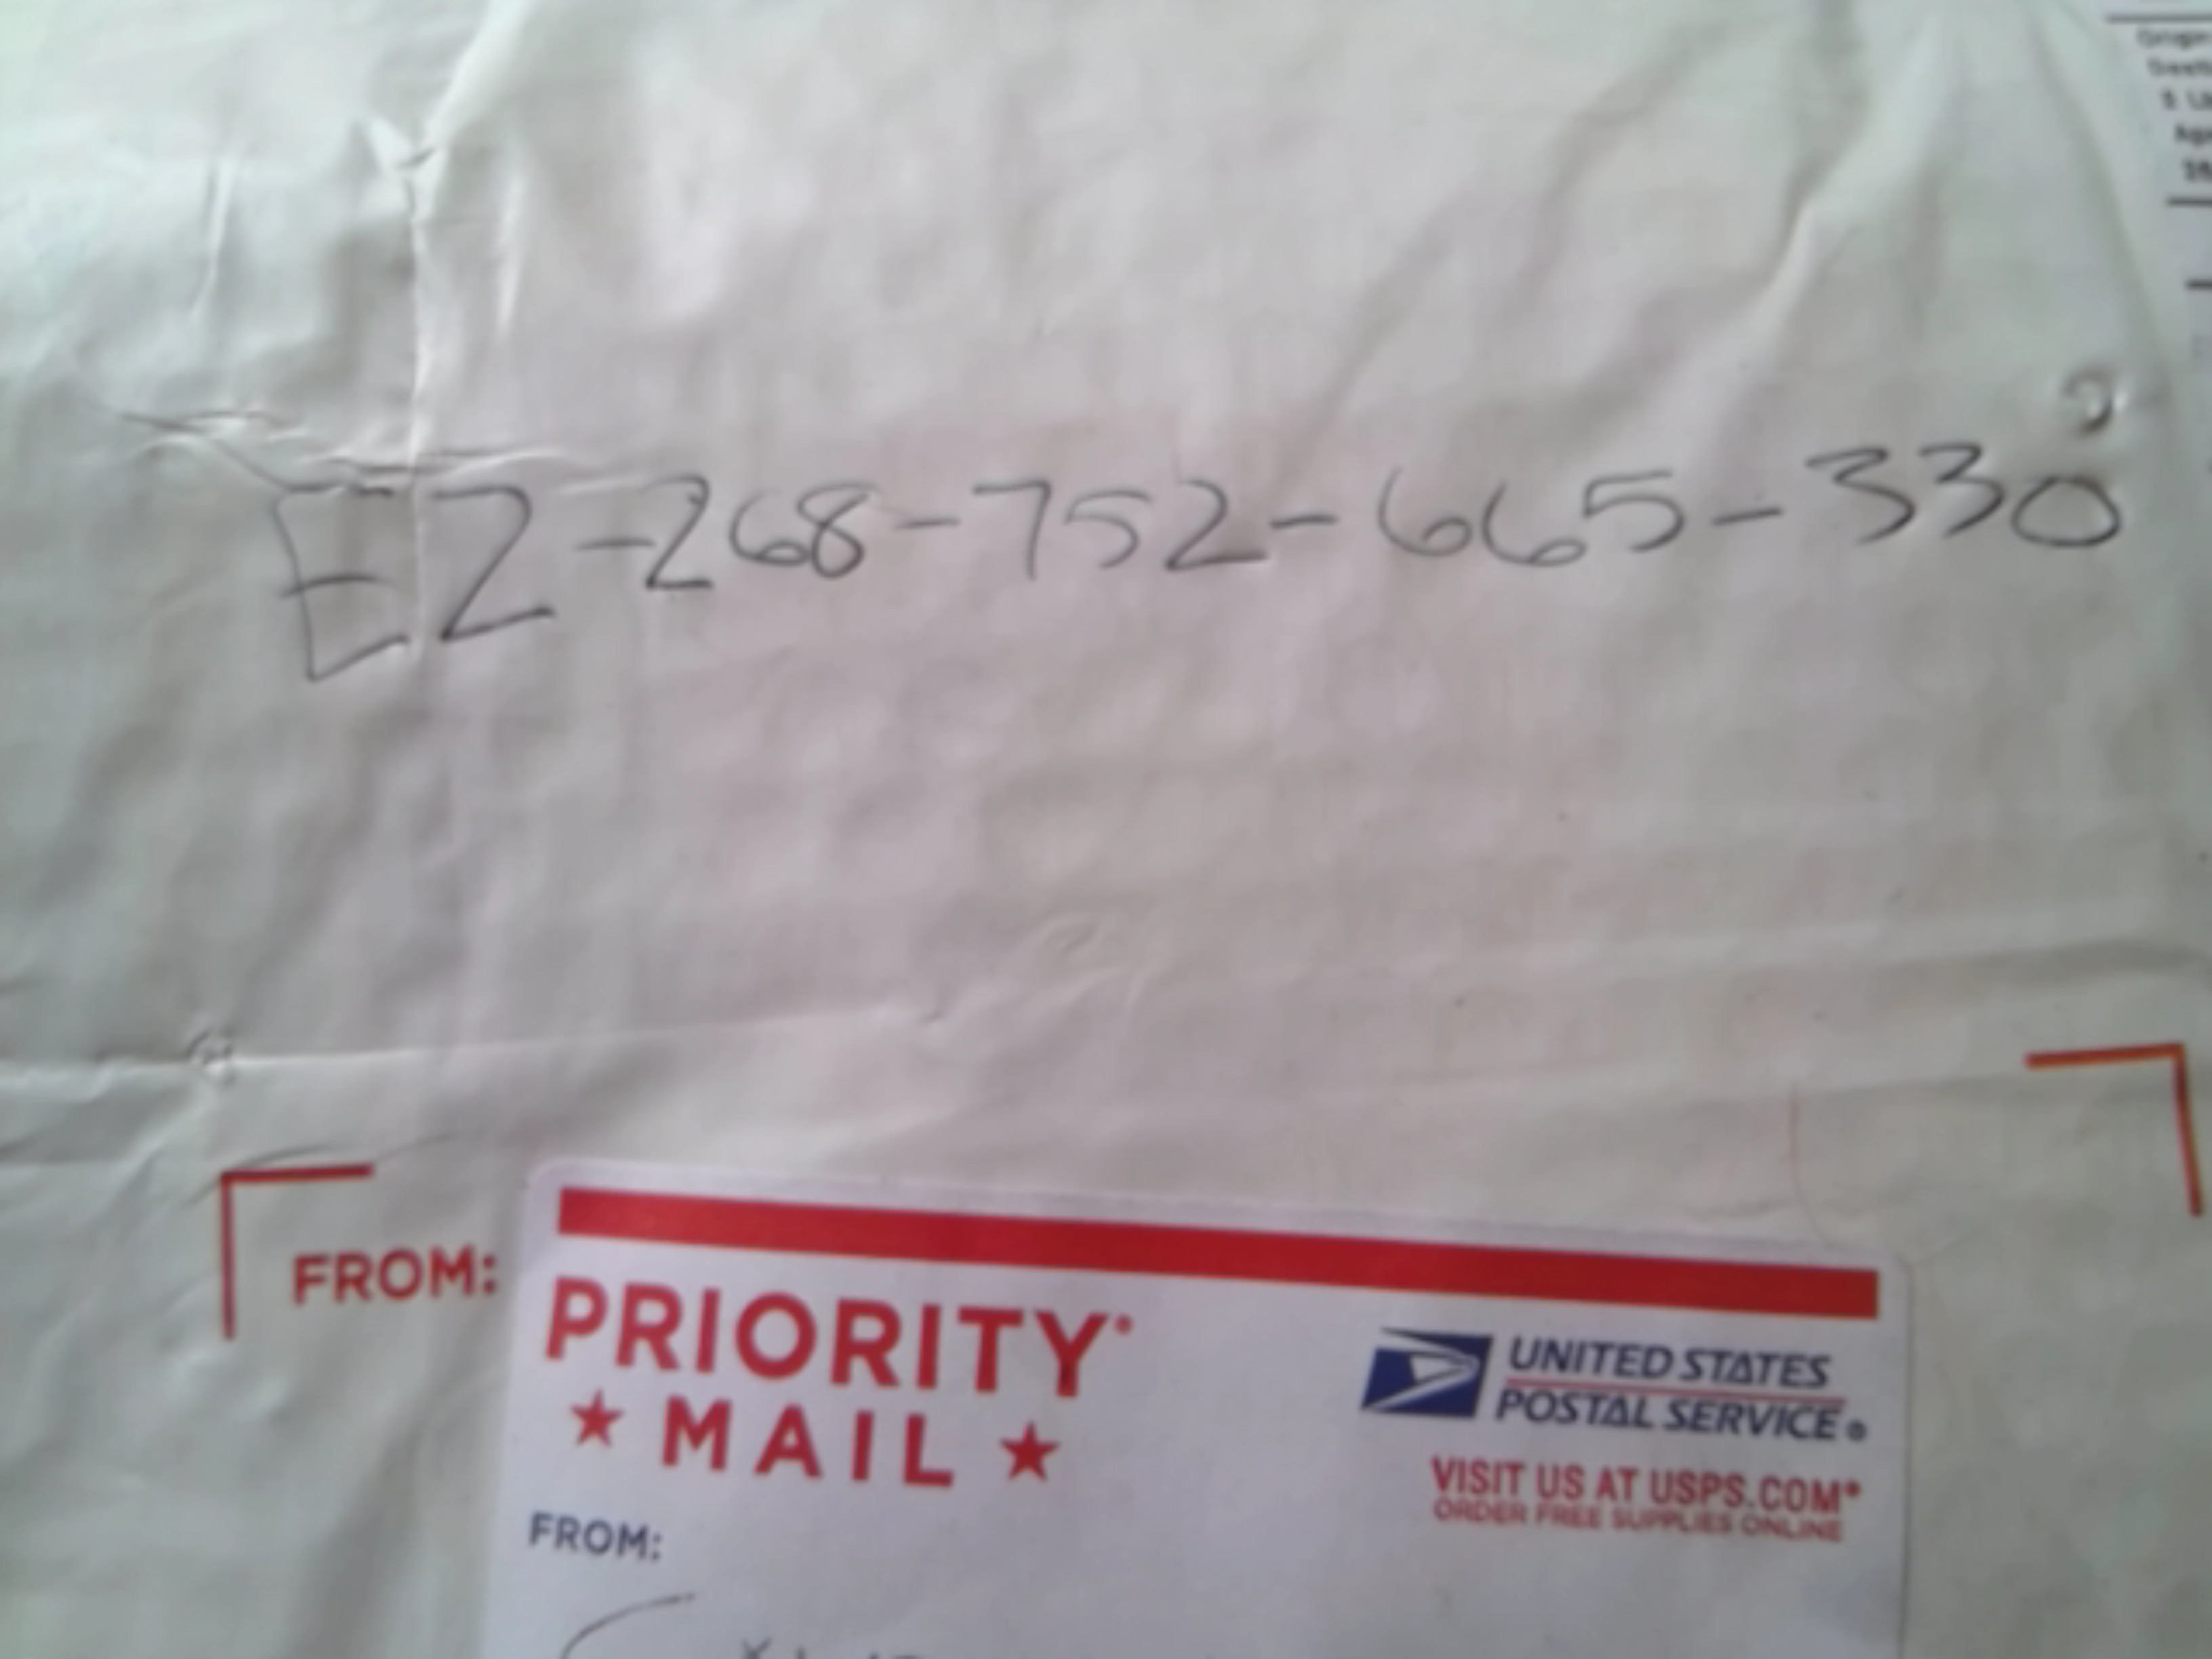 EZ-268-752-665-330
FROM:
PRIORITY®
★ MAIL ★
UNITED STATES
POSTAL SERVICE®
VISIT US AT USPS.COM®
ORDER FREE SUPPLIES ONLINE
FROM: